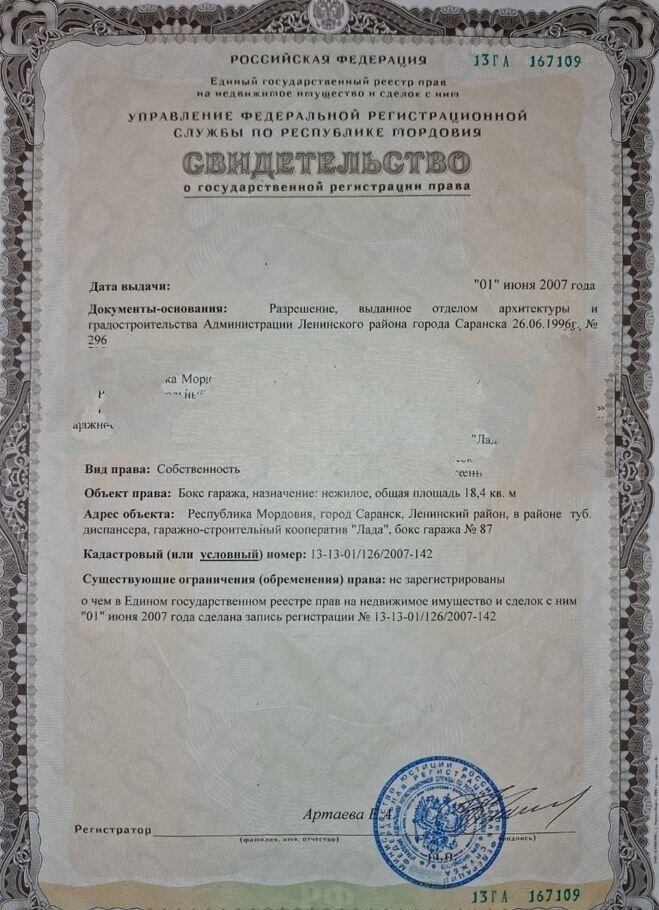 РОССИЙСКАЯ ФЕДЕРАЦИЯ
13ГА 167109
Единый государственный реестр прав
на недвижимое имущество и сделок с ним
УПРАВЛЕНИЕ ФЕДЕРАЛЬНОЙ РЕГИСТРАЦИОННОЙ
СЛУЖБЫ ПО РЕСПУБЛИКЕ МОРДОВИЯ
СВИДЕТЕЛЬСТВО
о государственной регистрации права
Дата выдачи: "01" июня 2007 года
Документы-основания: Разрешение, выданное отделом архитектуры и
градостроительства Администрации Ленинского района города Саранска 26.06.1996г., №
296
"Лад
Вид права: Собственность
Объект права: Бокс гаража, назначение: нежилое, общая площадь 18,4 кв. м
Адрес объекта: Республика Мордовия, город Саранск, Ленинский район, в районе туб.
диспансера, гаражно-строительный кооператив "Лада", бокс гаража № 87
Кадастровый (или условный) номер: 13-13-01/126/2007-142
Существующие ограничения (обременения) права: не зарегистрированы
о чем в Едином государственном реестре прав на недвижимое имущество и сделок с ним
"01" июня 2007 года сделана запись регистрации № 13-13-01/126/2007-142
Артаева
Регистратор
(фамилия, имя, отчество)
(подпись)
М.П.
13ГА 167109